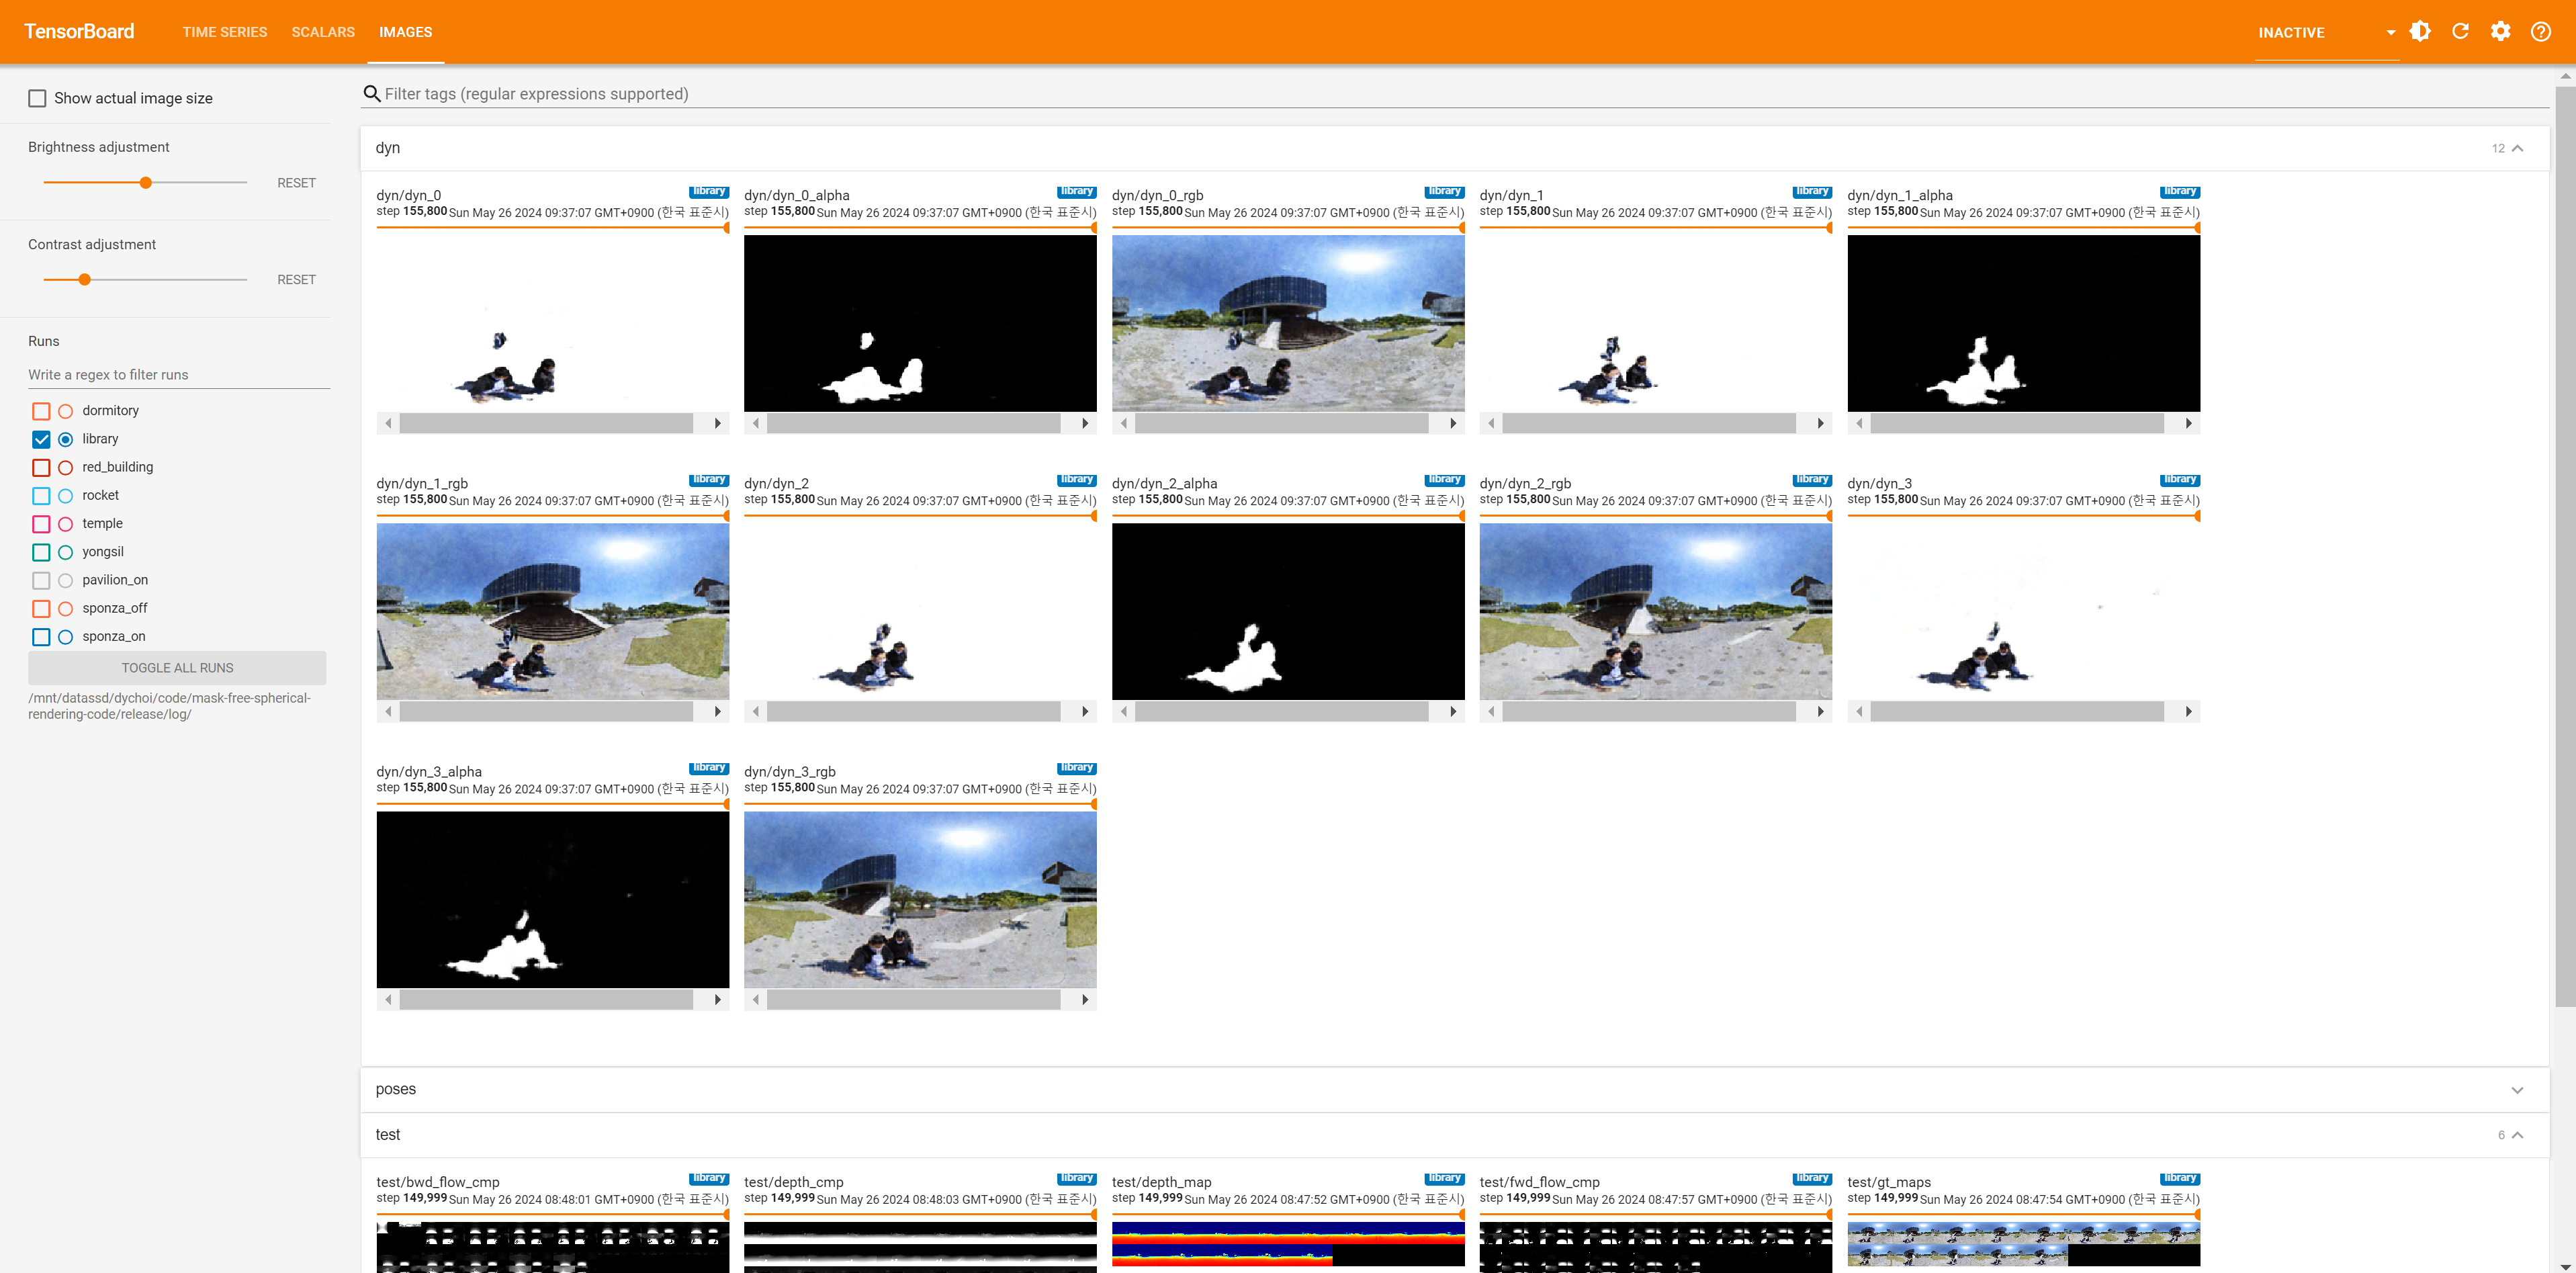 TensorBoard
TIME SERIES
SCALARS
IMAGES
INACTIVE
Show actual image size
Brightness adjustment
RESET
Contrast adjustment
RESET
Runs
Write a regex to filter runs
dormitory
library
red_building
rocket
temple
yongsil
pavilion_on
sponza_off
sponza_on
TOGGLE ALL RUNS
/mnt/datassd/dychoi/code/mask-free-spherical-
rendering-code/release/log/
Filter tags (regular expressions supported)
dyn
12
dyn/dyn_0
library
step 155,800 Sun May 26 2024 09:37:07 GMT+0900 (한국 표준시)
dyn/dyn_0_alpha
library
step 155,800 Sun May 26 2024 09:37:07 GMT+0900 (한국 표준시)
dyn/dyn_0_rgb
library
step 155,800 Sun May 26 2024 09:37:07 GMT+0900 (한국 표준시)
dyn/dyn_1
library
step 155,800 Sun May 26 2024 09:37:07 GMT+0900 (한국 표준시)
dyn/dyn_1_alpha
library
step 155,800 Sun May 26 2024 09:37:07 GMT+0900 (한국 표준시)
dyn/dyn_1_rgb
library
step 155,800 Sun May 26 2024 09:37:07 GMT+0900 (한국 표준시)
dyn/dyn_2
library
step 155,800 Sun May 26 2024 09:37:07 GMT+0900 (한국 표준시)
dyn/dyn_2_alpha
library
step 155,800 Sun May 26 2024 09:37:07 GMT+0900 (한국 표준시)
dyn/dyn_2_rgb
library
step 155,800 Sun May 26 2024 09:37:07 GMT+0900 (한국 표준시)
dyn/dyn_3
library
step 155,800 Sun May 26 2024 09:37:07 GMT+0900 (한국 표준시)
dyn/dyn_3_alpha
library
step 155,800 Sun May 26 2024 09:37:07 GMT+0900 (한국 표준시)
dyn/dyn_3_rgb
library
step 155,800 Sun May 26 2024 09:37:07 GMT+0900 (한국 표준시)
poses
test
6
test/bwd_flow_cmp
library
step 149,999 Sun May 26 2024 08:48:01 GMT+0900 (한국 표준시)
test/depth_cmp
library
step 149,999 Sun May 26 2024 08:48:03 GMT+0900 (한국 표준시)
test/depth_map
library
step 149,999 Sun May 26 2024 08:47:52 GMT+0900 (한국 표준시)
test/fwd_flow_cmp
library
step 149,999 Sun May 26 2024 08:47:57 GMT+0900 (한국 표준시)
test/gt_maps
library
step 149,999 Sun May 26 2024 08:47:54 GMT+0900 (한국 표준시)